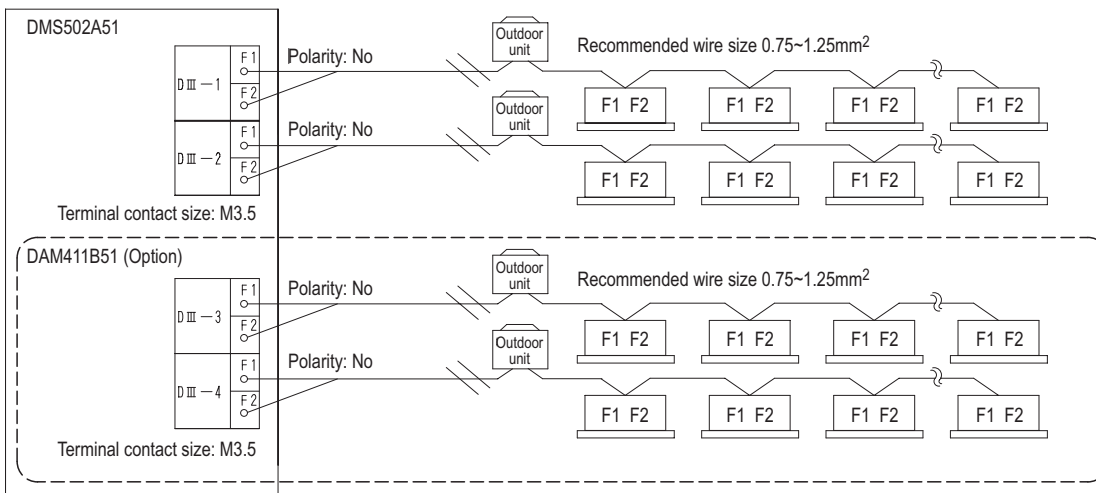 DMS502A51
DⅢ-1
F1
F2
Polarity: No
Outdoor
unit
Recommended wire size 0.75~1.25mm²
F1 F2
F1 F2
F1 F2
F1 F2
DⅢ-2
F1
F2
Polarity: No
Outdoor
unit
F1 F2
F1 F2
F1 F2
F1 F2
Terminal contact size: M3.5
DAM411B51 (Option)
DⅢ-3
F1
F2
Polarity: No
Outdoor
unit
Recommended wire size 0.75~1.25mm²
F1 F2
F1 F2
F1 F2
F1 F2
DⅢ-4
F1
F2
Polarity: No
Outdoor
unit
F1 F2
F1 F2
F1 F2
F1 F2
Terminal contact size: M3.5